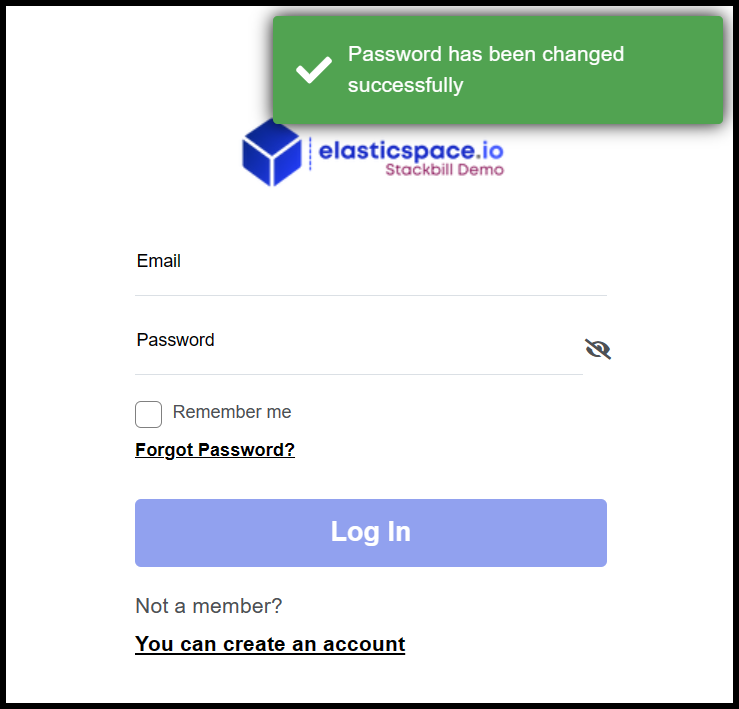 Password has been changed
successfully
elasticspace.io
Stackbill Demo
Email
Password
Remember me
Forgot Password?
Log In
Not a member?
You can create an account